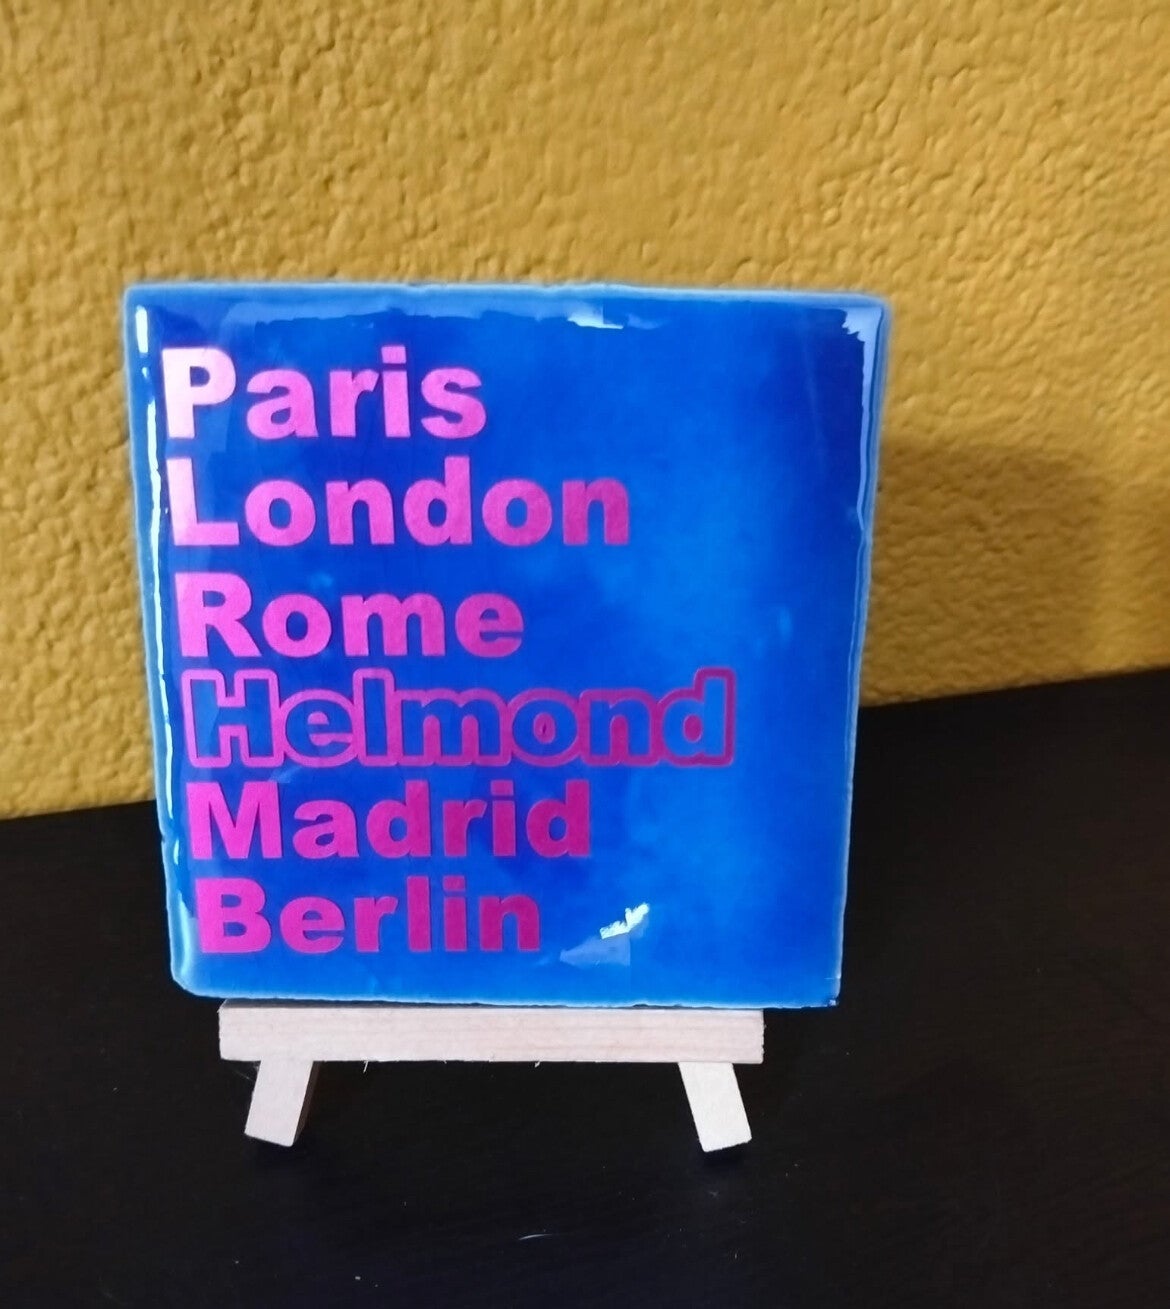 Paris
London
Rome
Helmond
Madrid
Berlin